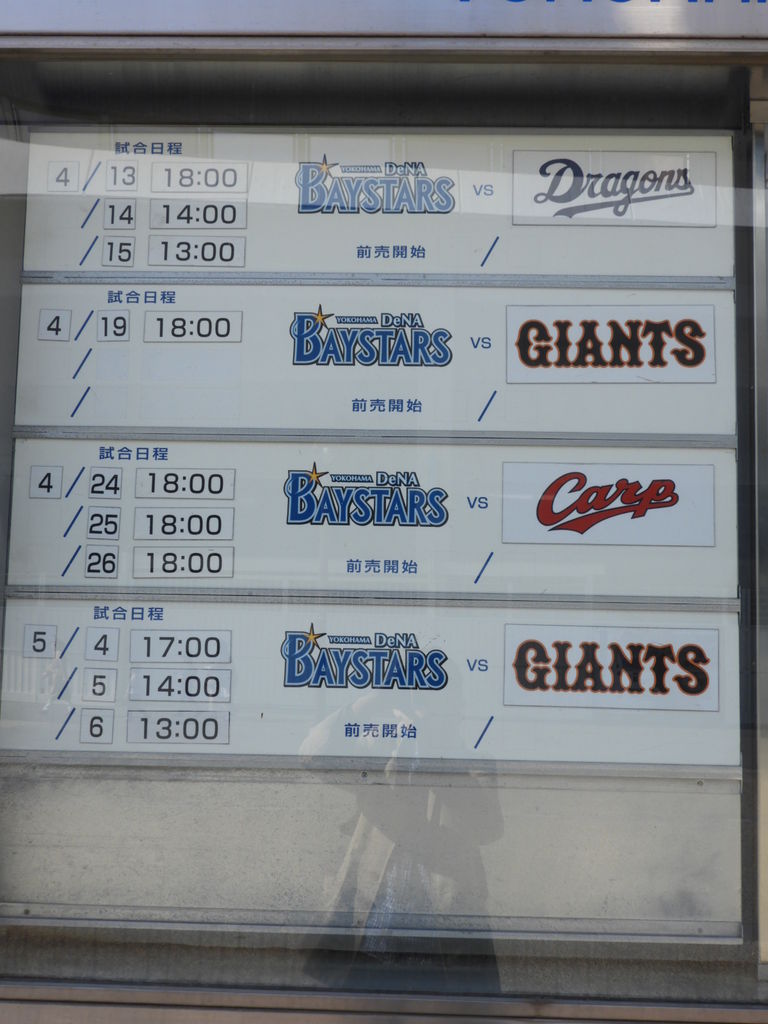 試合日程
4 / 13 18:00 YOKOHAMA DeNA BAYSTARS VS Dragons
/ 14 14:00
/ 15 13:00 前売開始 /
試合日程
4 / 19 18:00 YOKOHAMA DeNA BAYSTARS VS GIANTS
/
/ 前売開始 /
試合日程
4 / 24 18:00 YOKOHAMA DeNA BAYSTARS VS Carp
/ 25 18:00
/ 26 18:00 前売開始 /
試合日程
5 / 4 17:00 YOKOHAMA DeNA BAYSTARS VS GIANTS
/ 5 14:00
/ 6 13:00 前売開始 /